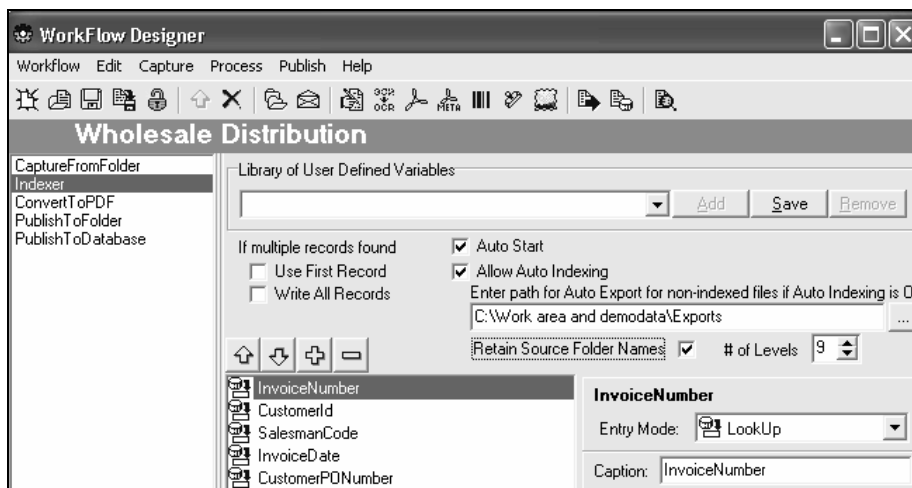 WorkFlow Designer
Workflow Edit Capture Process Publish Help
OCR
OCR META
Wholesale Distribution
CaptureFromFolder
Indexer
ConvertToPDF
PublishToFolder
PublishToDatabase
Library of User Defined Variables
Add Save Remove
If multiple records found
Use First Record
Write All Records
Auto Start
Allow Auto Indexing
Enter path for Auto Export for non-indexed files if Auto Indexing is O
C:\Work area and demodata\Exports ...
Retain Source Folder Names # of Levels 9
InvoiceNumber
CustomerId
SalesmanCode
InvoiceDate
CustomerPONumber
InvoiceNumber
Entry Mode: LookUp
Caption: InvoiceNumber